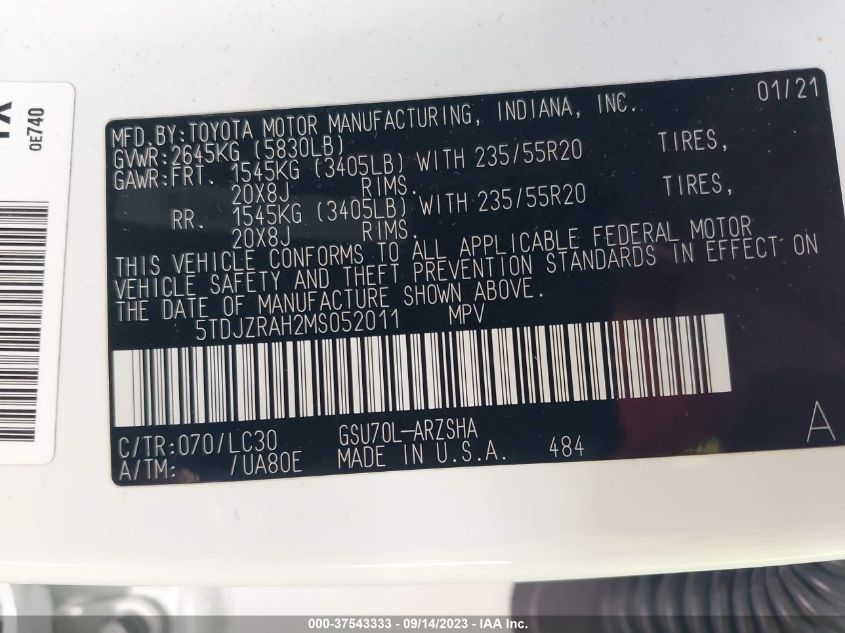 1X
0E740
01/21
MFD.BY:TOYOTA MOTOR MANUFACTURING, INDIANA, INC.
GVWR:2645KG (5830LB)
GAWR:FRT. 1545KG (3405LB) WITH 235/55R20 TIRES,
20X8J RIMS.
RR. 1545KG (3405LB) WITH 235/55R20 TIRES,
20X8J RIMS.
THIS VEHICLE CONFORMS TO ALL APPLICABLE FEDERAL MOTOR
VEHICLE SAFETY AND THEFT PREVENTION STANDARDS IN EFFECT ON
THE DATE OF MANUFACTURE SHOWN ABOVE.
5TDJZRAH2MS052011 MPV
C/TR:070/LC30 GSU70L-ARZSHA
A/TM: /UA80E MADE IN U.S.A. 484
A
000-37543333 - 09/14/2023 - IAA Inc.